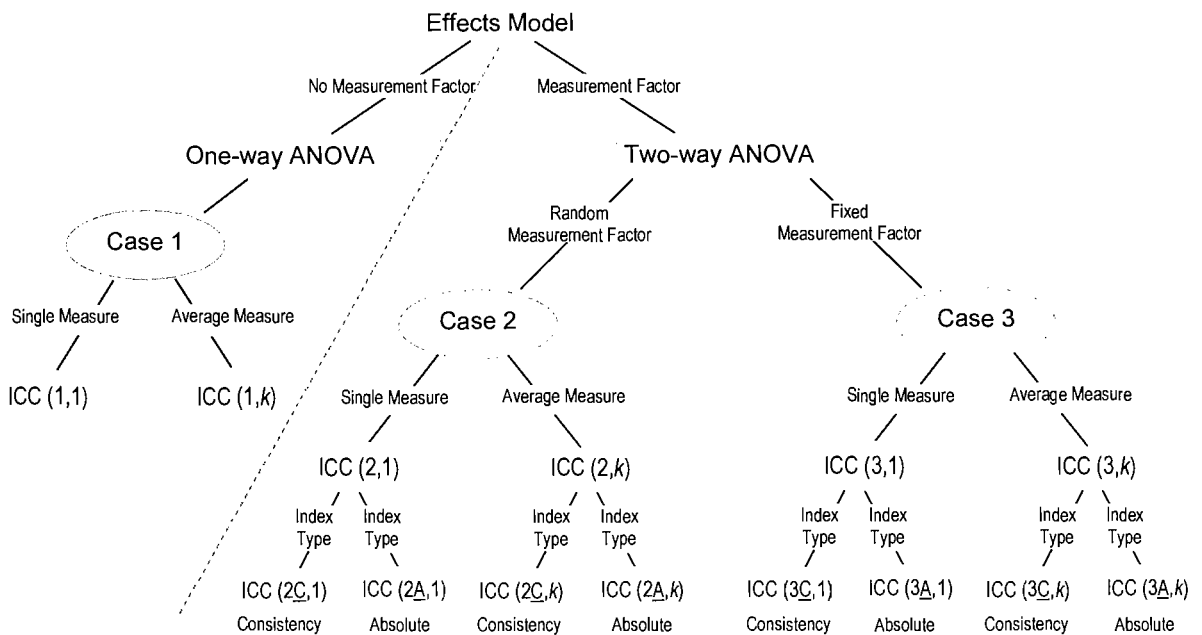 Effects Model
No Measurement Factor
Measurement Factor
One-way ANOVA
Two-way ANOVA
Random
Measurement Factor
Fixed
Measurement Factor
Case 1
Case 2
Case 3
Single Measure
Average Measure
ICC (1,1)
ICC (1,k)
Single Measure
Average Measure
Single Measure
Average Measure
ICC (2,1)
ICC (2,k)
ICC (3,1)
ICC (3,k)
Index
Type
Index
Type
Index
Type
Index
Type
Index
Type
Index
Type
Index
Type
Index
Type
ICC (2C,1)
ICC (2A,1)
ICC (2C,k)
ICC (2A,k)
ICC (3C,1)
ICC (3A,1)
ICC (3C,k)
ICC (3A,k)
Consistency
Absolute
Consistency
Absolute
Consistency
Absolute
Consistency
Absolute